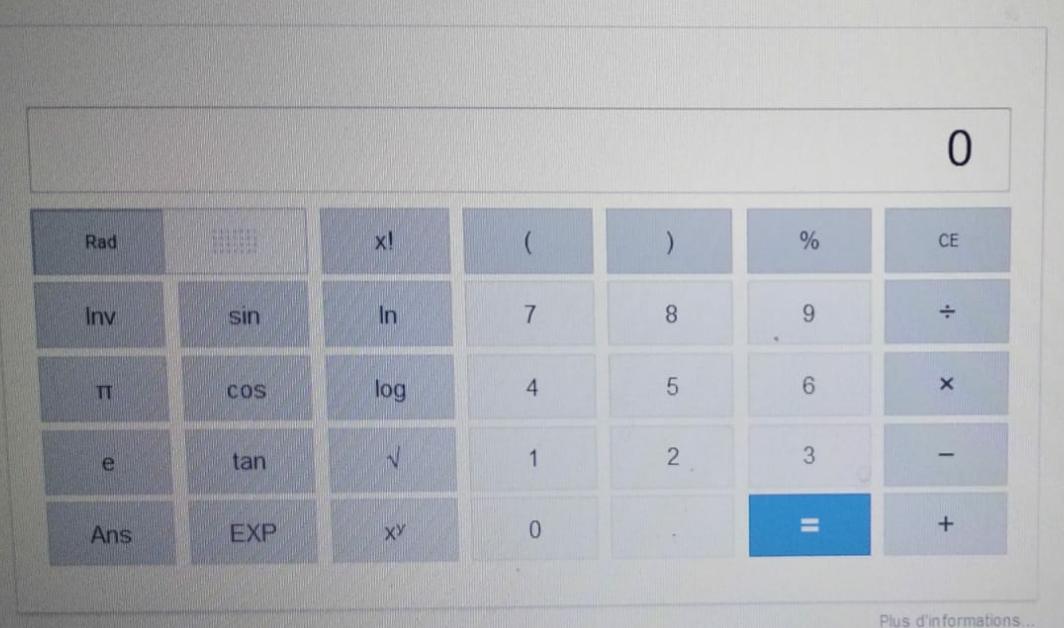 0
Rad x! ( ) % CE
Inv sin ln 7 8 9 ÷
π cos log 4 5 6 ×
e tan √ 1 2 3 −
Ans EXP xʸ 0 . = +
Plus d'informations...